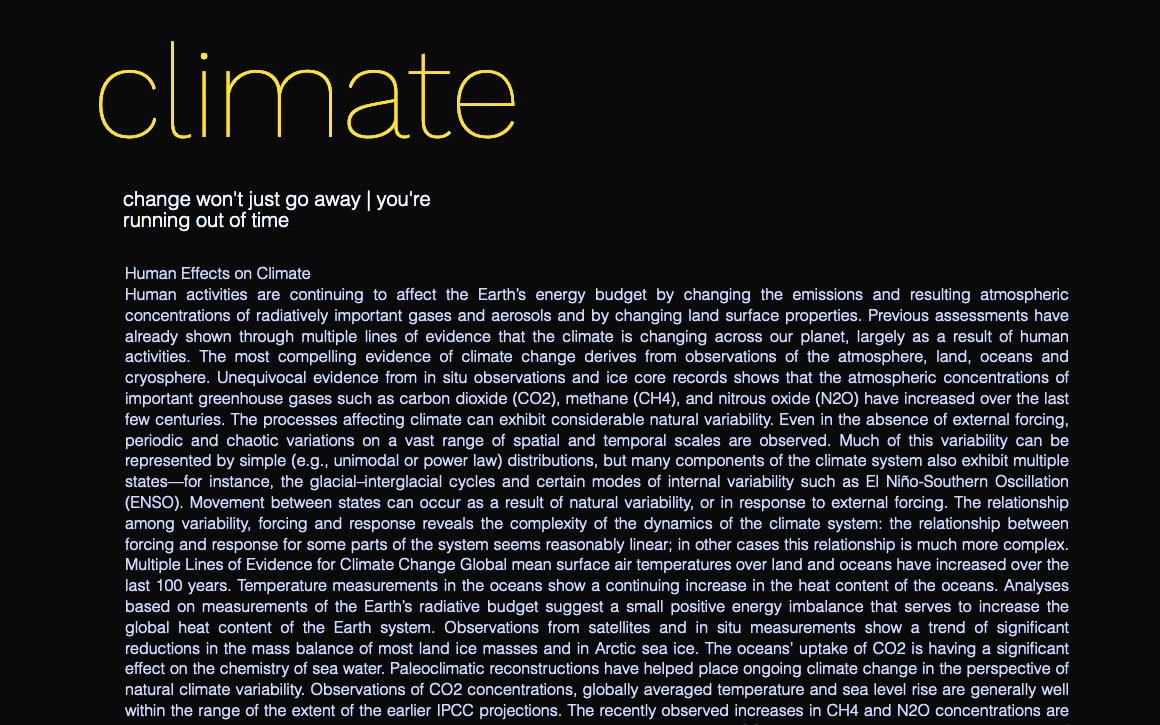 climate
change won't just go away | you're
running out of time
Human Effects on Climate
Human activities are continuing to affect the Earth’s energy budget by changing the emissions and resulting atmospheric
concentrations of radiatively important gases and aerosols and by changing land surface properties. Previous assessments have
already shown through multiple lines of evidence that the climate is changing across our planet, largely as a result of human
activities. The most compelling evidence of climate change derives from observations of the atmosphere, land, oceans and
cryosphere. Unequivocal evidence from in situ observations and ice core records shows that the atmospheric concentrations of
important greenhouse gases such as carbon dioxide (CO2), methane (CH4), and nitrous oxide (N2O) have increased over the last
few centuries. The processes affecting climate can exhibit considerable natural variability. Even in the absence of external forcing,
periodic and chaotic variations on a vast range of spatial and temporal scales are observed. Much of this variability can be
represented by simple (e.g., unimodal or power law) distributions, but many components of the climate system also exhibit multiple
states—for instance, the glacial–interglacial cycles and certain modes of internal variability such as El Niño-Southern Oscillation
(ENSO). Movement between states can occur as a result of natural variability, or in response to external forcing. The relationship
among variability, forcing and response reveals the complexity of the dynamics of the climate system: the relationship between
forcing and response for some parts of the system seems reasonably linear; in other cases this relationship is much more complex.
Multiple Lines of Evidence for Climate Change Global mean surface air temperatures over land and oceans have increased over the
last 100 years. Temperature measurements in the oceans show a continuing increase in the heat content of the oceans. Analyses
based on measurements of the Earth’s radiative budget suggest a small positive energy imbalance that serves to increase the
global heat content of the Earth system. Observations from satellites and in situ measurements show a trend of significant
reductions in the mass balance of most land ice masses and in Arctic sea ice. The oceans’ uptake of CO2 is having a significant
effect on the chemistry of sea water. Paleoclimatic reconstructions have helped place ongoing climate change in the perspective of
natural climate variability. Observations of CO2 concentrations, globally averaged temperature and sea level rise are generally well
within the range of the extent of the earlier IPCC projections. The recently observed increases in CH4 and N2O concentrations are